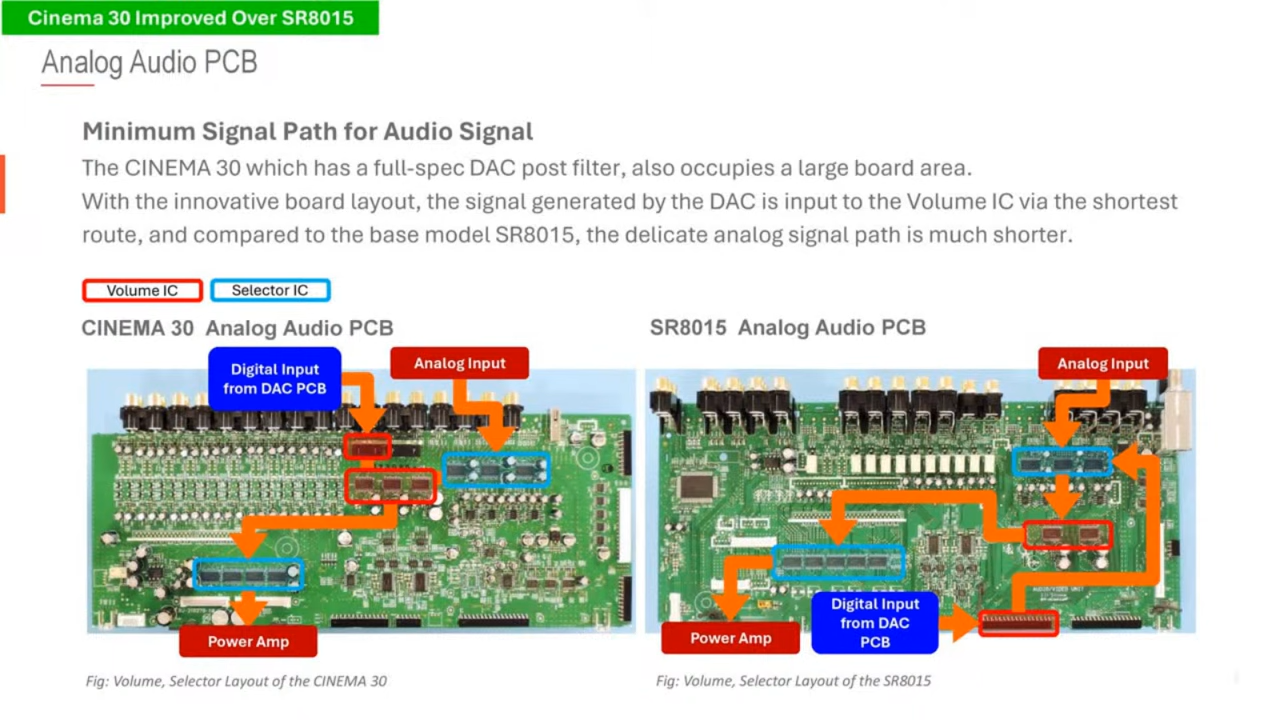 Cinema 30 Improved Over SR8015
Analog Audio PCB
Minimum Signal Path for Audio Signal
The CINEMA 30 which has a full-spec DAC post filter, also occupies a large board area.
With the innovative board layout, the signal generated by the DAC is input to the Volume IC via the shortest
route, and compared to the base model SR8015, the delicate analog signal path is much shorter.
Volume IC
Selector IC
CINEMA 30 Analog Audio PCB
Digital Input
from DAC PCB
Analog Input
Power Amp
Fig: Volume, Selector Layout of the CINEMA 30
SR8015 Analog Audio PCB
Analog Input
AUDIO/VIDEO UNIT
Digital Input
from DAC
PCB
Power Amp
Fig: Volume, Selector Layout of the SR8015